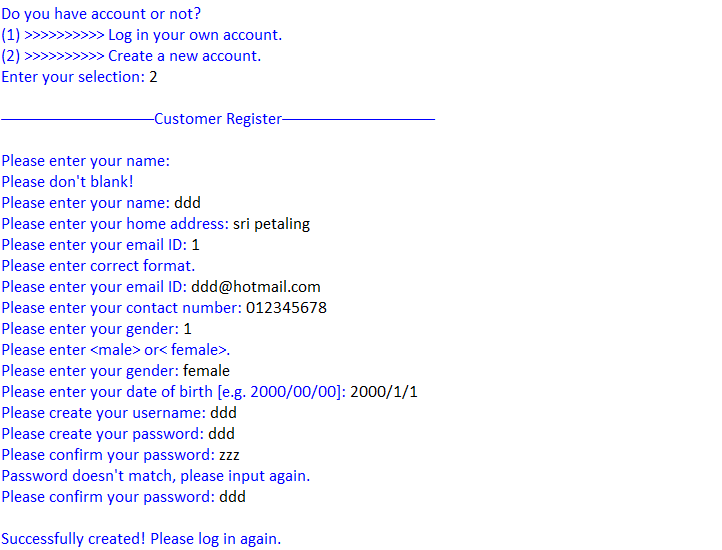 Do you have account or not?
(1) >>>>>>>>>> Log in your own account.
(2) >>>>>>>>>> Create a new account.
Enter your selection: 2
———————————Customer Register———————————
Please enter your name:
Please don't blank!
Please enter your name: ddd
Please enter your home address: sri petaling
Please enter your email ID: 1
Please enter correct format.
Please enter your email ID: ddd@hotmail.com
Please enter your contact number: 012345678
Please enter your gender: 1
Please enter <male> or< female>.
Please enter your gender: female
Please enter your date of birth [e.g. 2000/00/00]: 2000/1/1
Please create your username: ddd
Please create your password: ddd
Please confirm your password: zzz
Password doesn't match, please input again.
Please confirm your password: ddd
Successfully created! Please log in again.